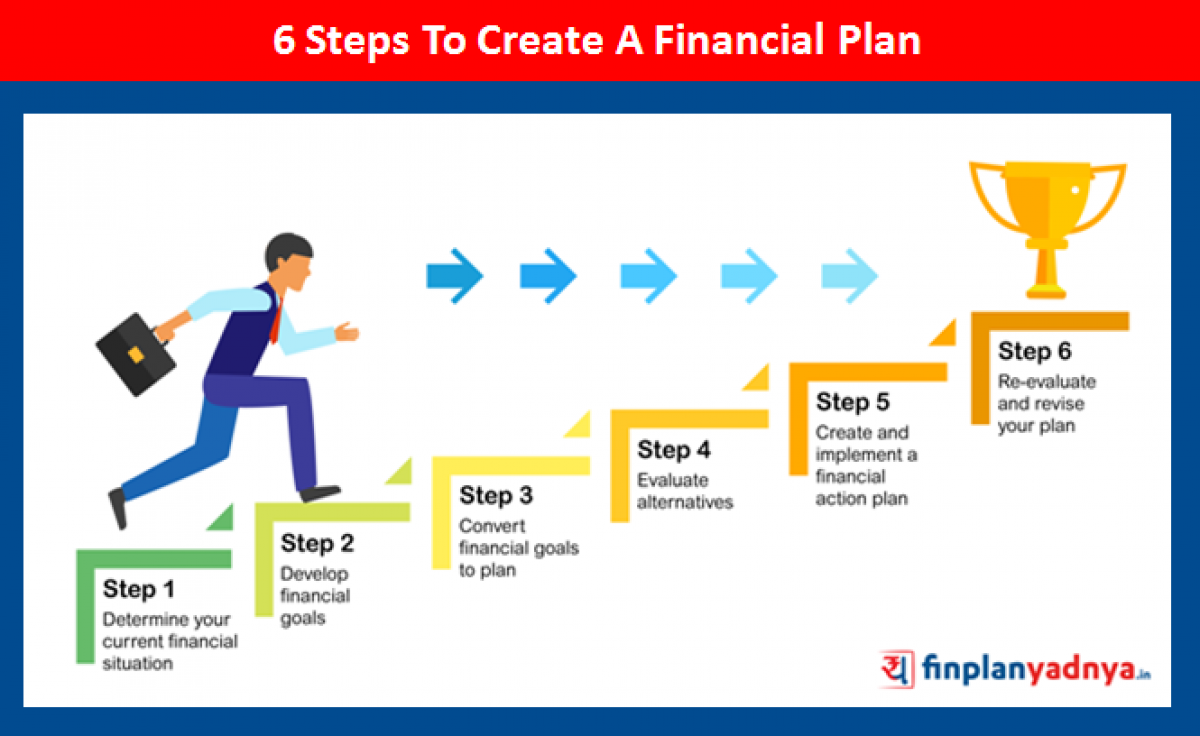 6 Steps To Create A Financial Plan
Step 1
Determine your
current financial
situation
Step 2
Develop
financial
goals
Step 3
Convert
financial goals
to plan
Step 4
Evaluate
alternatives
Step 5
Create and
implement a
financial
action plan
Step 6
Re-evaluate
and revise
your plan
finplanyadnya.in